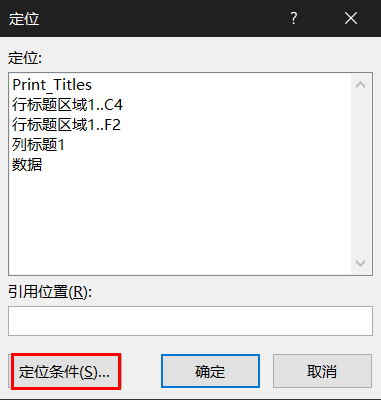 定位
?
定位:
Print_Titles
行标题区域1..C4
行标题区域1..F2
列标题1
数据
引用位置(R):
定位条件(S)... 确定 取消